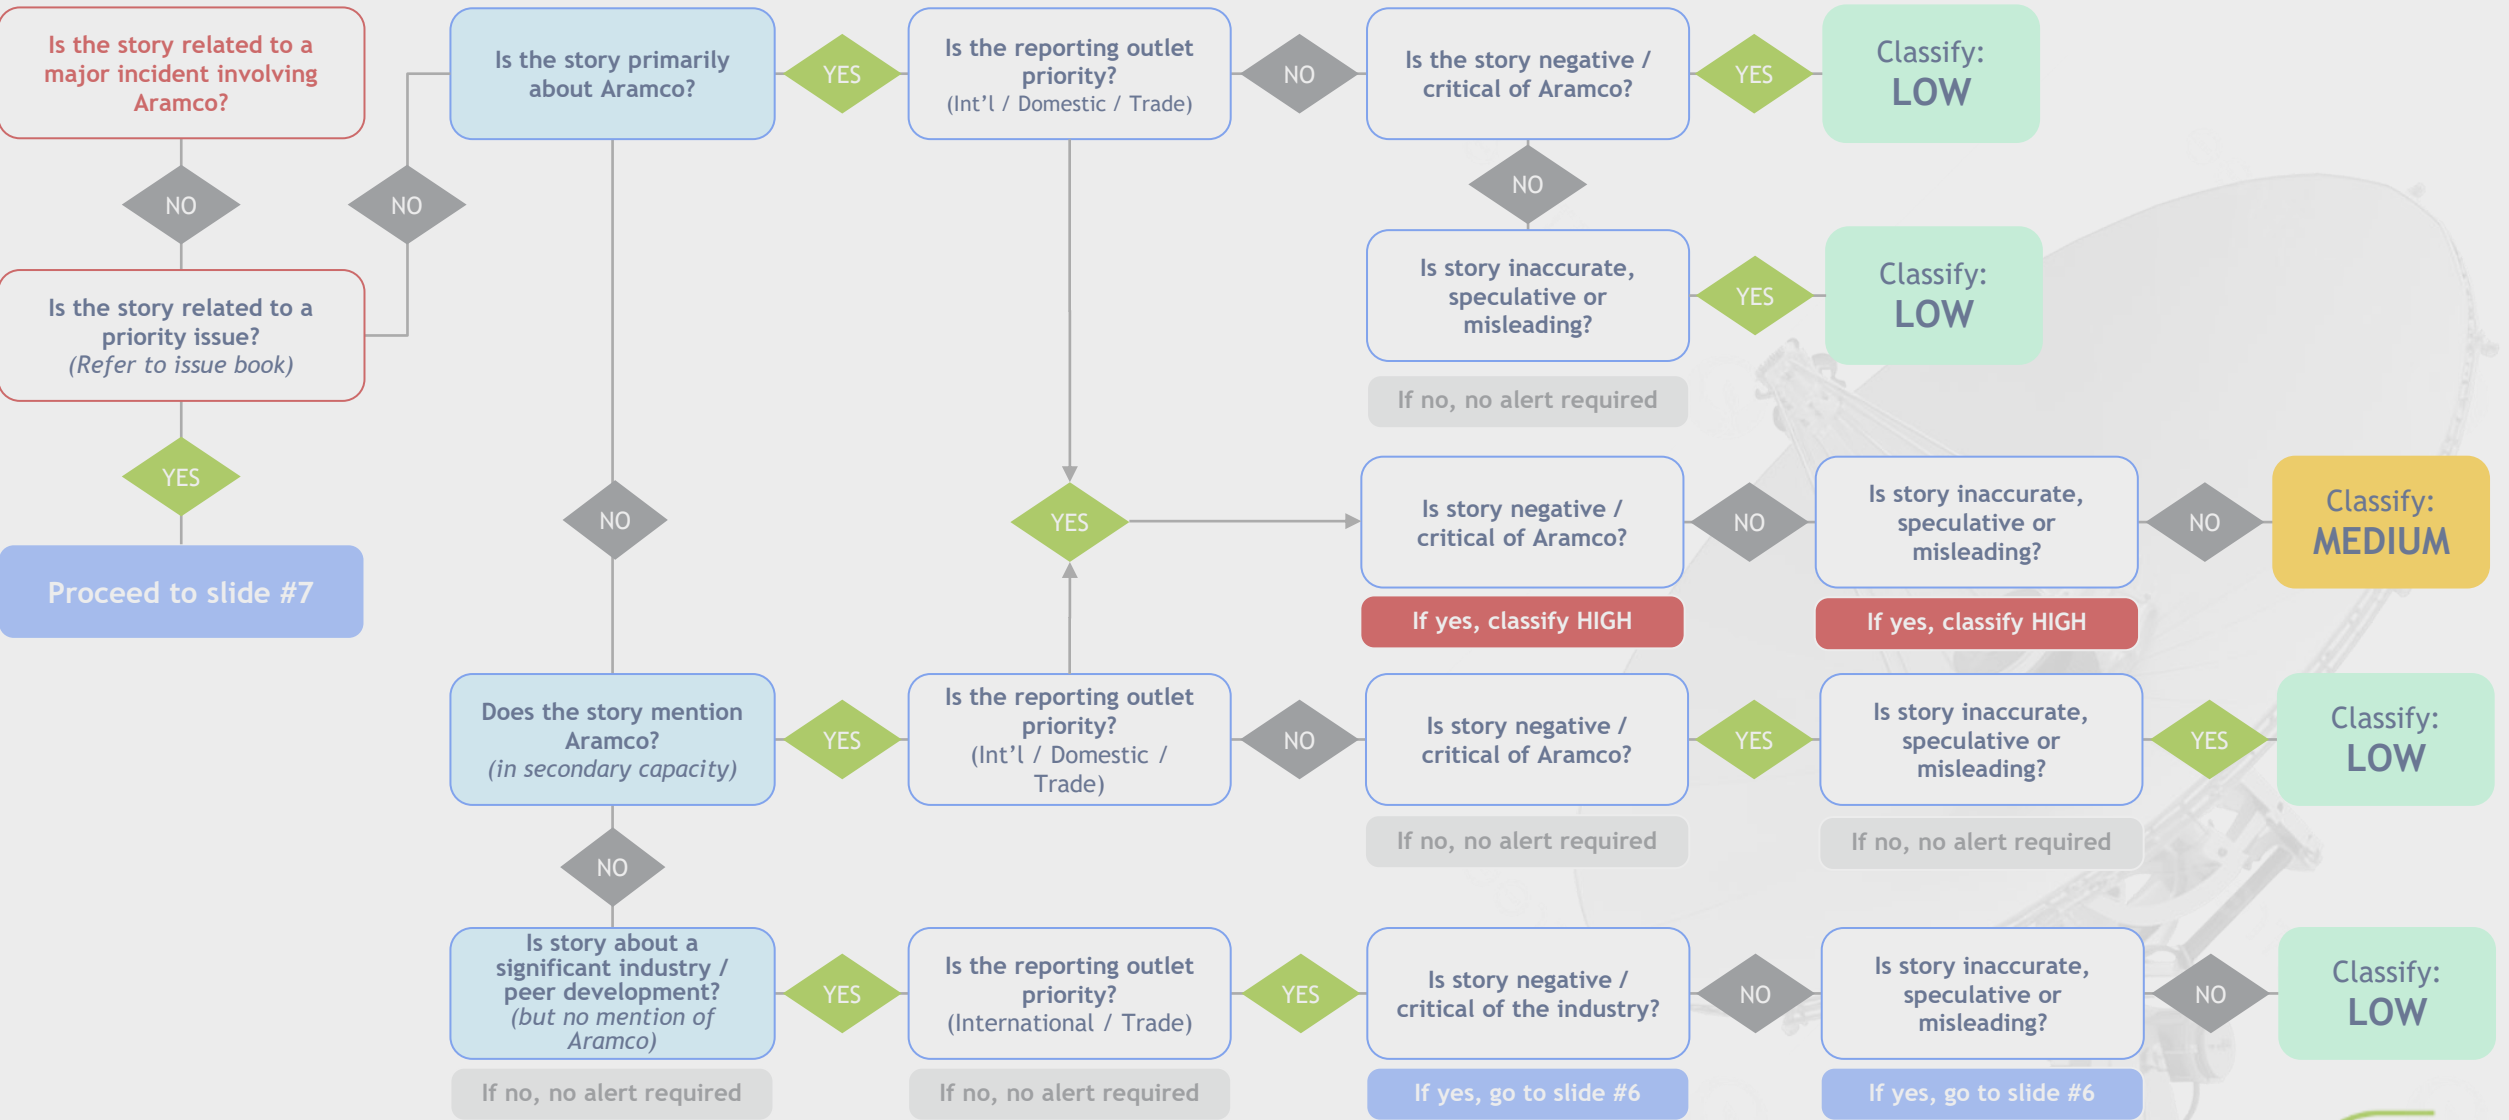 Is the story related to a
major incident involving
Aramco?
NO
Is the story related to a
priority issue?
(Refer to issue book)
YES
Proceed to slide #7
NO
Is the story primarily
about Aramco?
YES
Is the reporting outlet
priority?
(Int’l / Domestic / Trade)
NO
Is the story negative /
critical of Aramco?
YES
Classify:
LOW
NO
Is story inaccurate,
speculative or
misleading?
YES
Classify:
LOW
If no, no alert required
NO
YES
Is story negative /
critical of Aramco?
If yes, classify HIGH
NO
Is story inaccurate,
speculative or
misleading?
If yes, classify HIGH
NO
Classify:
MEDIUM
Does the story mention
Aramco?
(in secondary capacity)
YES
Is the reporting outlet
priority?
(Int’l / Domestic /
Trade)
NO
Is story negative /
critical of Aramco?
If no, no alert required
YES
Is story inaccurate,
speculative or
misleading?
If no, no alert required
YES
Classify:
LOW
NO
Is story about a
significant industry /
peer development?
(but no mention of
Aramco)
If no, no alert required
YES
Is the reporting outlet
priority?
(International / Trade)
If no, no alert required
YES
Is story negative /
critical of the industry?
If yes, go to slide #6
NO
Is story inaccurate,
speculative or
misleading?
If yes, go to slide #6
NO
Classify:
LOW